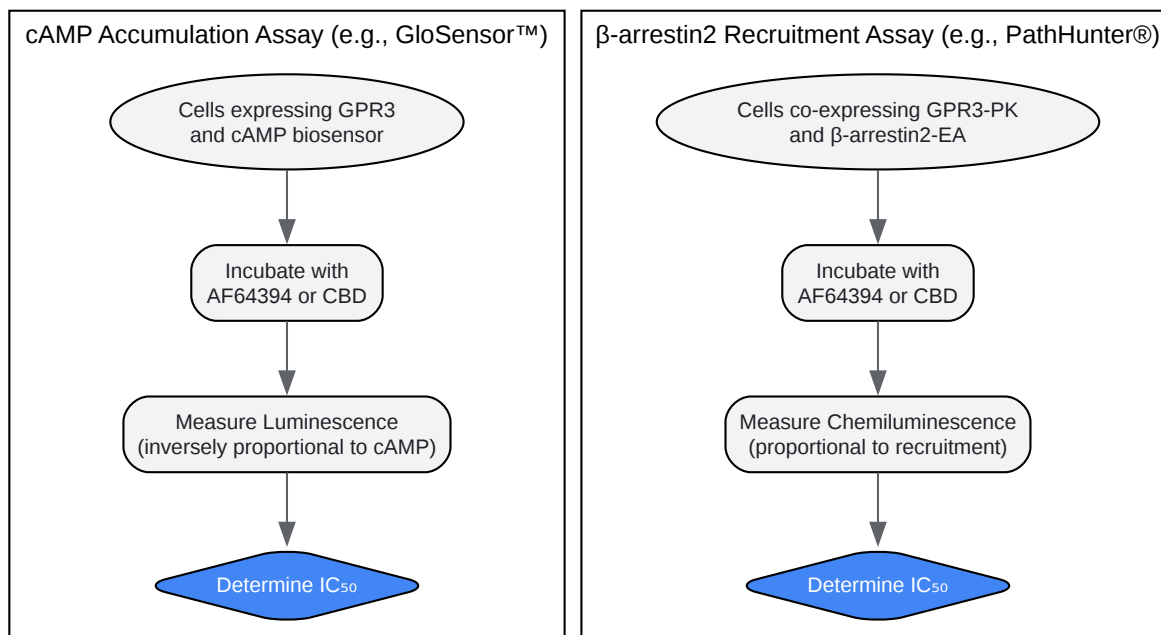 cAMP Accumulation Assay (e.g., GloSensor™)
Cells expressing GPR3
and cAMP biosensor
Incubate with
AF64394 or CBD
Measure Luminescence
(inversely proportional to cAMP)
Determine IC₅₀
β-arrestin2 Recruitment Assay (e.g., PathHunter®)
Cells co-expressing GPR3-PK
and β-arrestin2-EA
Incubate with
AF64394 or CBD
Measure Chemiluminescence
(proportional to recruitment)
Determine IC₅₀